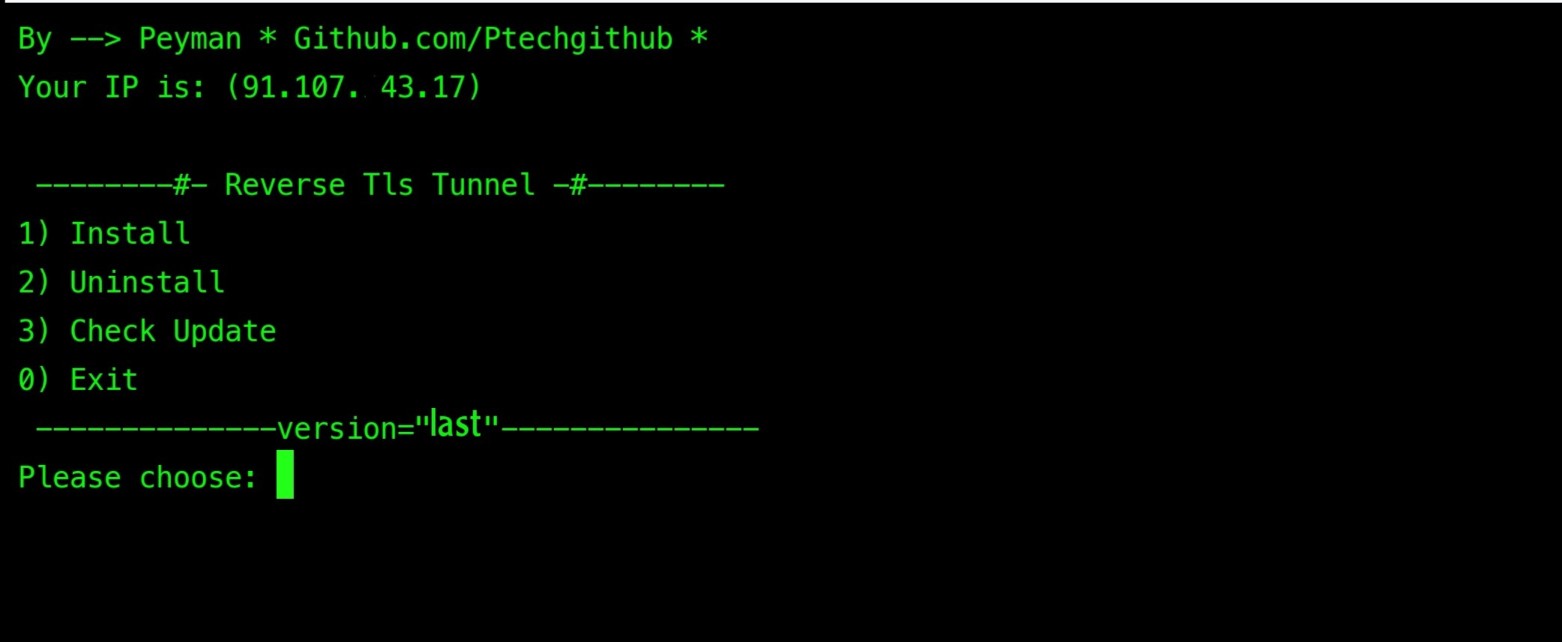 By --> Peyman * Github.com/Ptechgithub *
Your IP is: (91.107. 43.17)
--------#- Reverse Tls Tunnel -#--------
1) Install
2) Uninstall
3) Check Update
0) Exit
--------------version="last"---------------
Please choose: